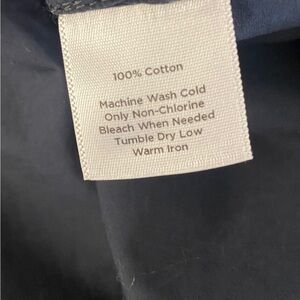 100% Cotton
Machine Wash Cold
Only Non-Chlorine
Bleach When Needed
Tumble Dry Low
Warm Iron